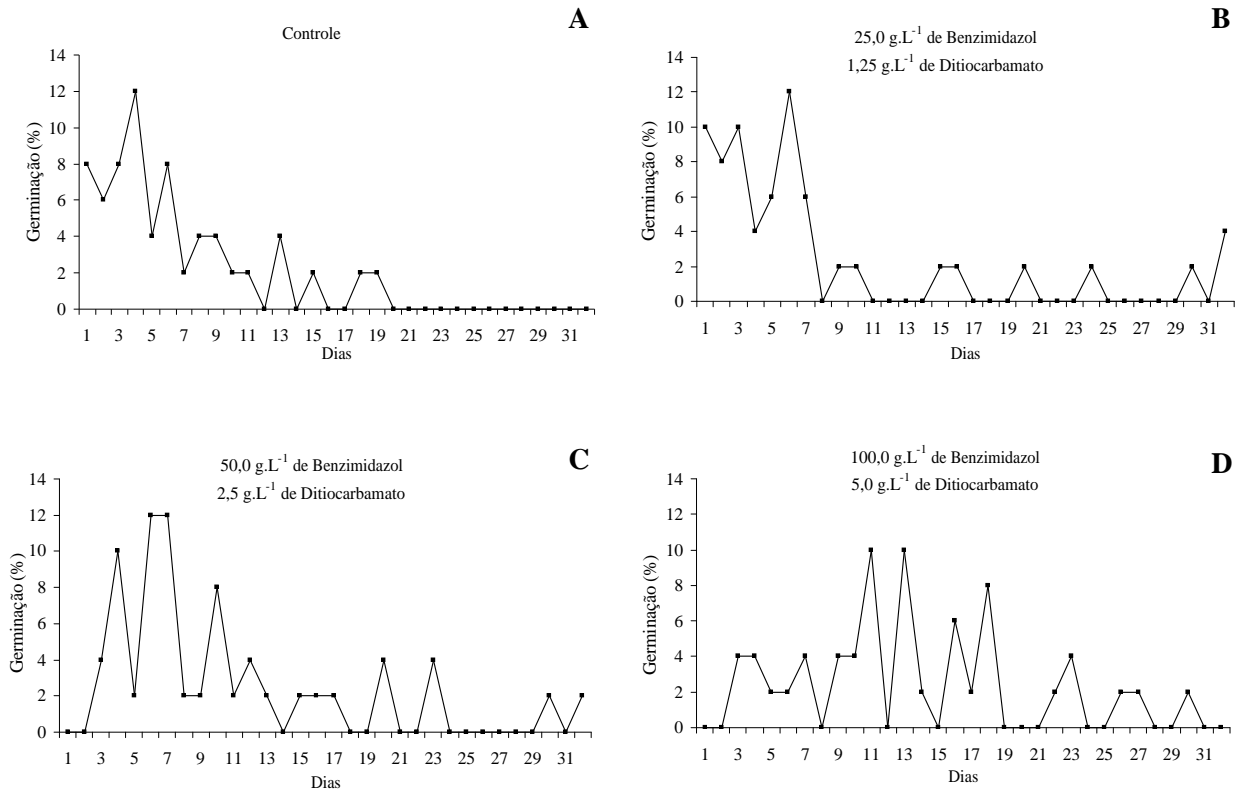 A
Controle
14
12
10
8
6
4
2
0
Germinação (%)
1 3 5 7 9 11 13 15 17 19 21 23 25 27 29 31
Dias
B
25,0 g.L⁻¹ de Benzimidazol
1,25 g.L⁻¹ de Ditiocarbamato
14
12
10
8
6
4
2
0
Germinação (%)
1 3 5 7 9 11 13 15 17 19 21 23 25 27 29 31
Dias
C
50,0 g.L⁻¹ de Benzimidazol
2,5 g.L⁻¹ de Ditiocarbamato
14
12
10
8
6
4
2
0
Germinação (%)
1 3 5 7 9 11 13 15 17 19 21 23 25 27 29 31
Dias
D
100,0 g.L⁻¹ de Benzimidazol
5,0 g.L⁻¹ de Ditiocarbamato
14
12
10
8
6
4
2
0
Germinação (%)
1 3 5 7 9 11 13 15 17 19 21 23 25 27 29 31
Dias